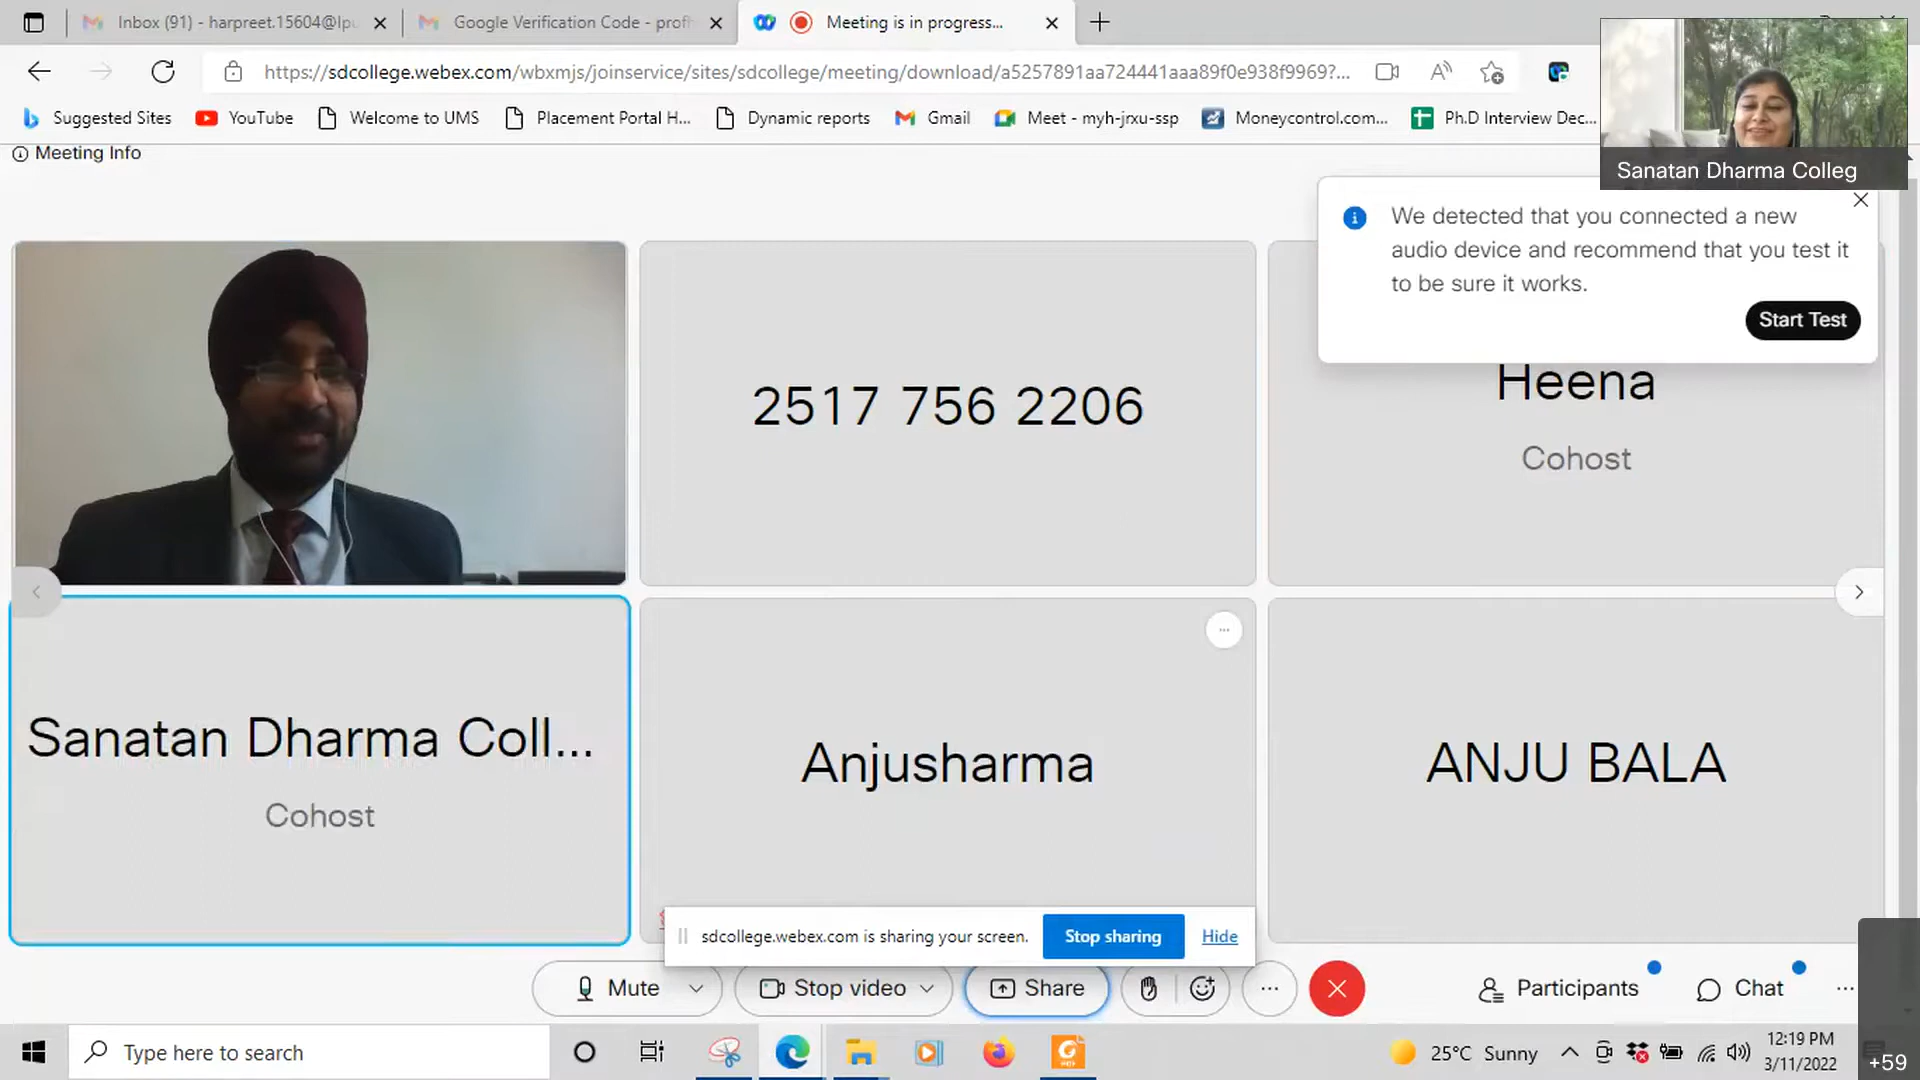 Inbox (91) - harpreet.15604@lpu
Google Verification Code - profh
Meeting is in progress...
https://sdcollege.webex.com/wbxmjs/joinservice/sites/sdcollege/meeting/download/a5257891aa724441aaa89f0e938f9969?...
Suggested Sites
YouTube
Welcome to UMS
Placement Portal H...
Dynamic reports
Gmail
Meet - myh-jrxu-ssp
Moneycontrol.com...
Ph.D Interview Dec...
Sanatan Dharma Colleg
Meeting Info
We detected that you connected a new
audio device and recommend that you test it
to be sure it works.
Start Test
2517 756 2206
Heena
Cohost
Sanatan Dharma Coll...
Cohost
Anjusharma
ANJU BALA
sdcollege.webex.com is sharing your screen.
Stop sharing
Hide
Mute
Stop video
Share
Participants
Chat
Type here to search
25°C Sunny
12:19 PM
3/11/2022
+59